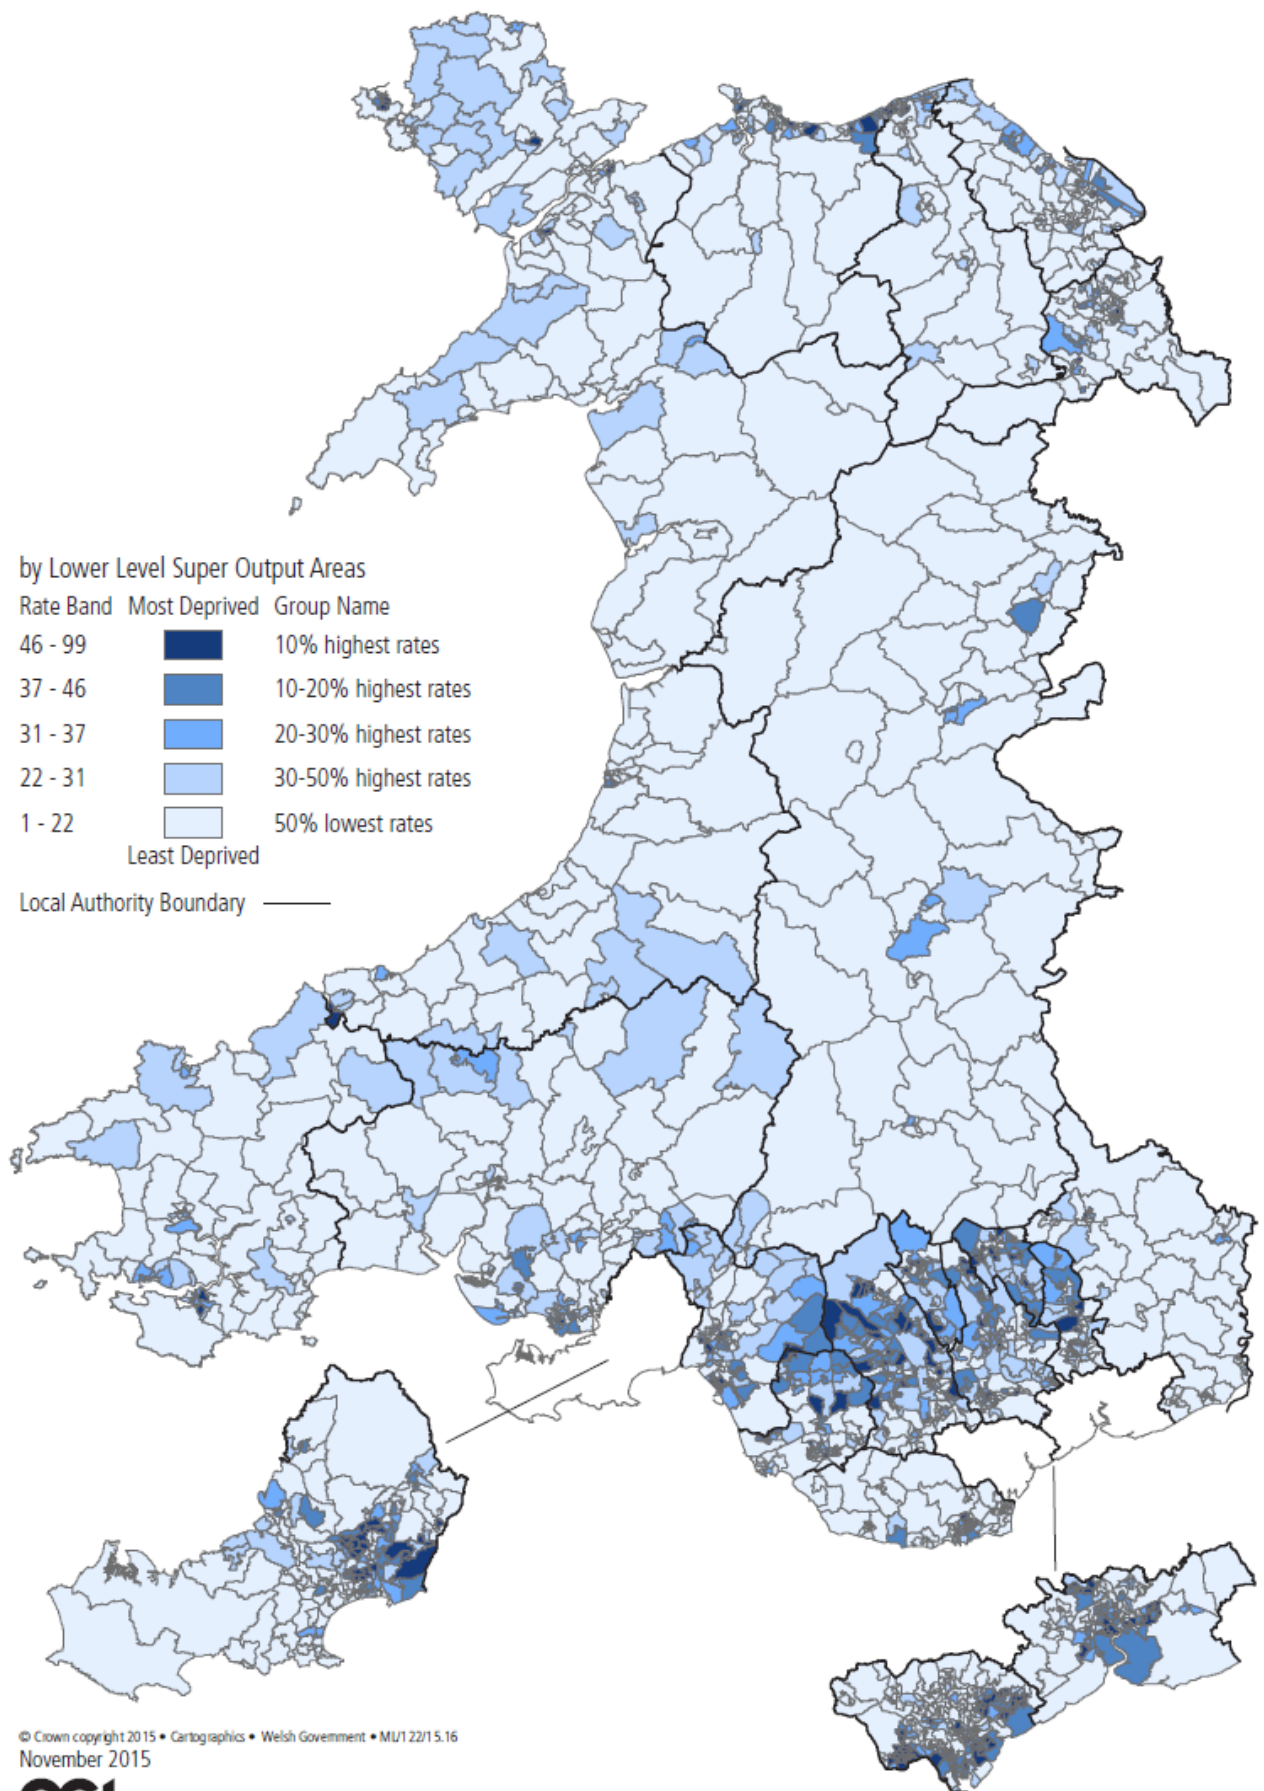 by Lower Level Super Output Areas
Rate Band Most Deprived Group Name
46 - 99 10% highest rates
37 - 46 10-20% highest rates
31 - 37 20-30% highest rates
22 - 31 30-50% highest rates
1 - 22 50% lowest rates
Least Deprived
Local Authority Boundary
© Crown copyright 2015 • Cartographics • Welsh Government • ML/122/15.16
November 2015